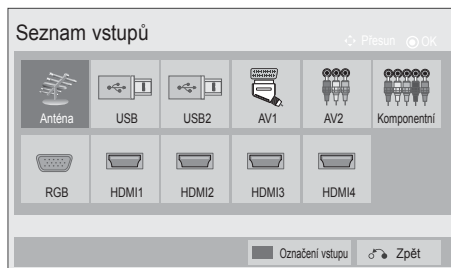 Seznam vstupů
Přesun OK
Anténa USB USB2 AV1 AV2 Komponentní
RGB HDMI1 HDMI2 HDMI3 HDMI4
Označení vstupu Zpět